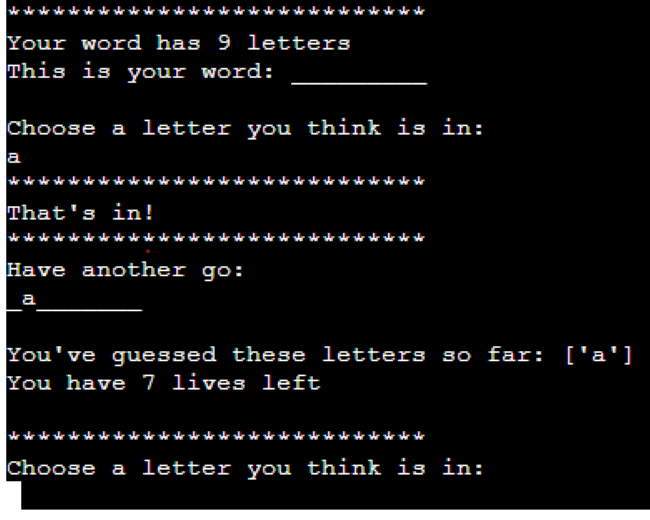 ****************************
Your word has 9 letters
This is your word: _________
Choose a letter you think is in:
a
****************************
That's in!
****************************
Have another go:
_a_______
You've guessed these letters so far: ['a']
You have 7 lives left
****************************
Choose a letter you think is in: